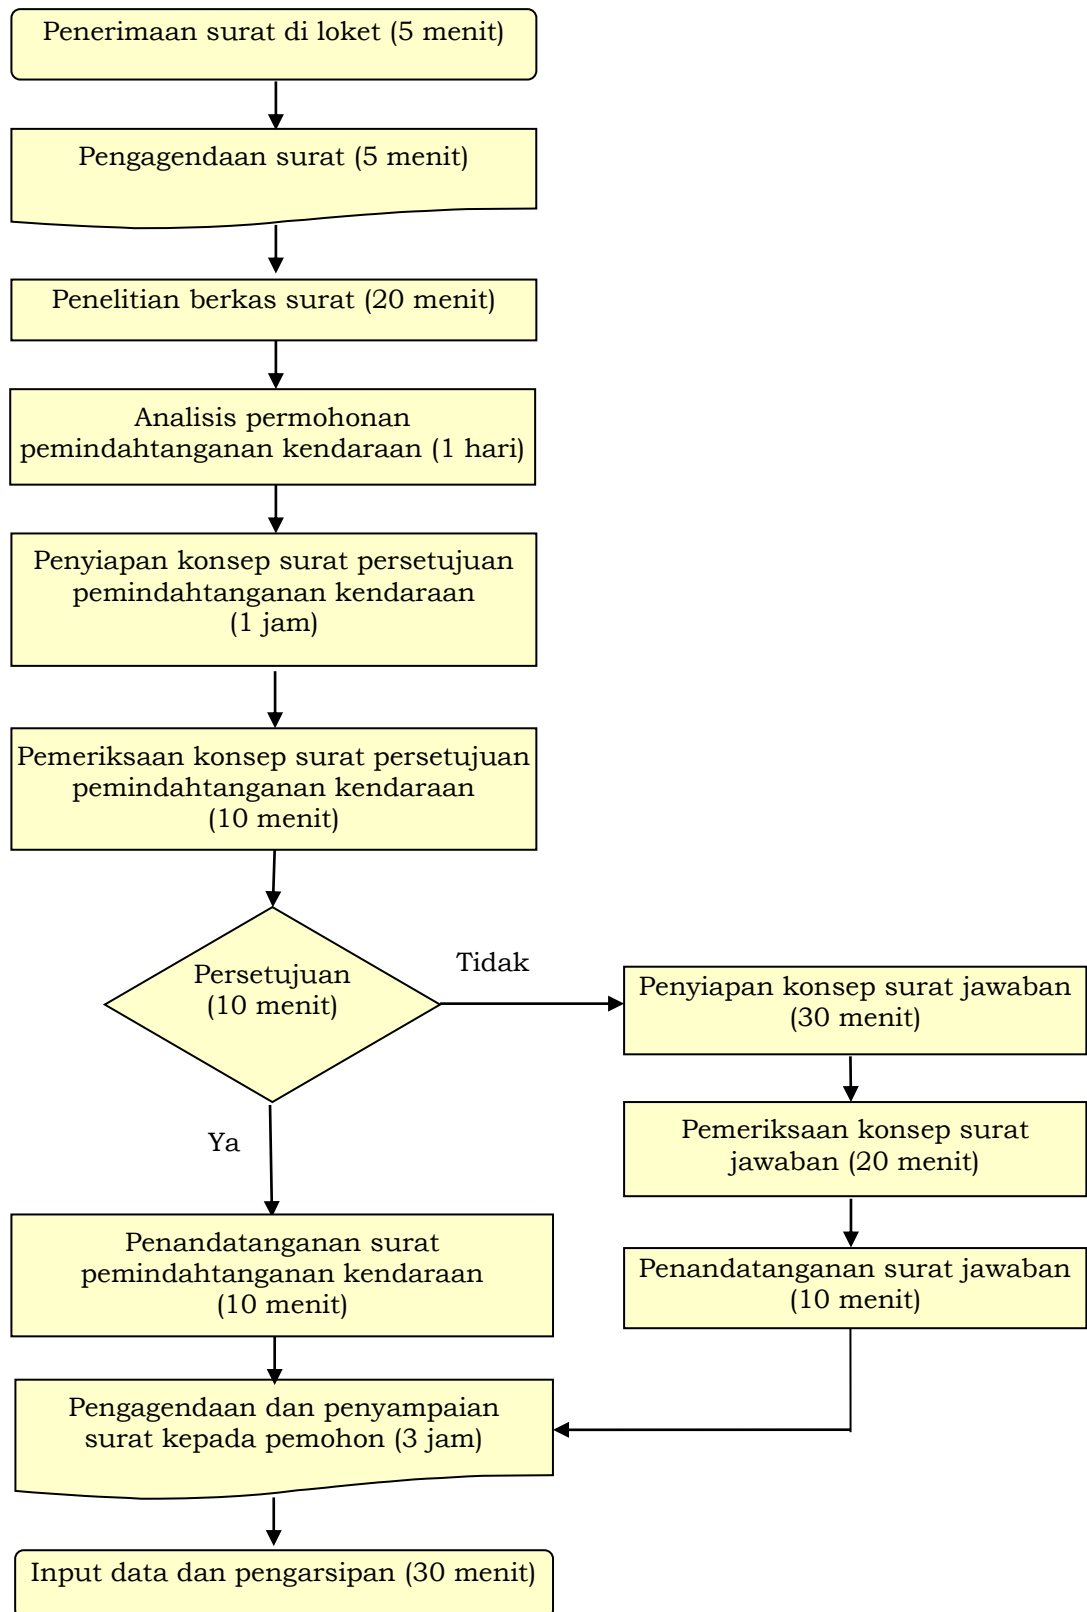 Penerimaan surat di loket (5 menit)
Pengagendaan surat (5 menit)
Penelitian berkas surat (20 menit)
Analisis permohonan
pemindahtanganan kendaraan (1 hari)
Penyiapan konsep surat persetujuan
pemindahtanganan kendaraan
(1 jam)
Pemeriksaan konsep surat persetujuan
pemindahtanganan kendaraan
(10 menit)
Persetujuan
(10 menit)
Tidak
Penyiapan konsep surat jawaban
(30 menit)
Pemeriksaan konsep surat
jawaban (20 menit)
Penandatanganan surat jawaban
(10 menit)
Ya
Penandatanganan surat
pemindahtanganan kendaraan
(10 menit)
Pengagendaan dan penyampaian
surat kepada pemohon (3 jam)
Input data dan pengarsipan (30 menit)